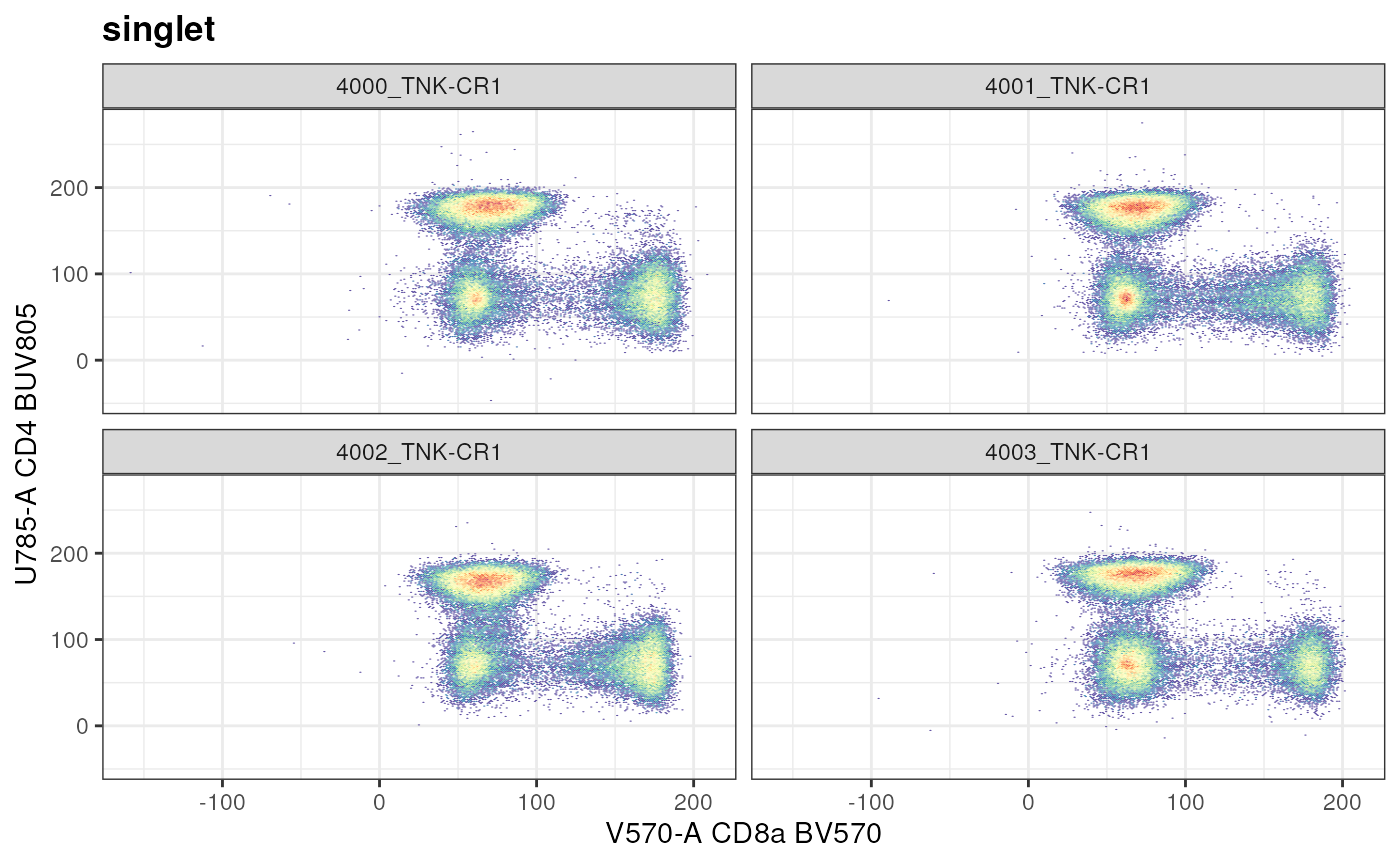 singlet
4000_TNK-CR1 4001_TNK-CR1
200
100
0
4002_TNK-CR1 4003_TNK-CR1
200
100
0
U785-A CD4 BUV805
-100 0 100 200 -100 0 100 200
V570-A CD8a BV570